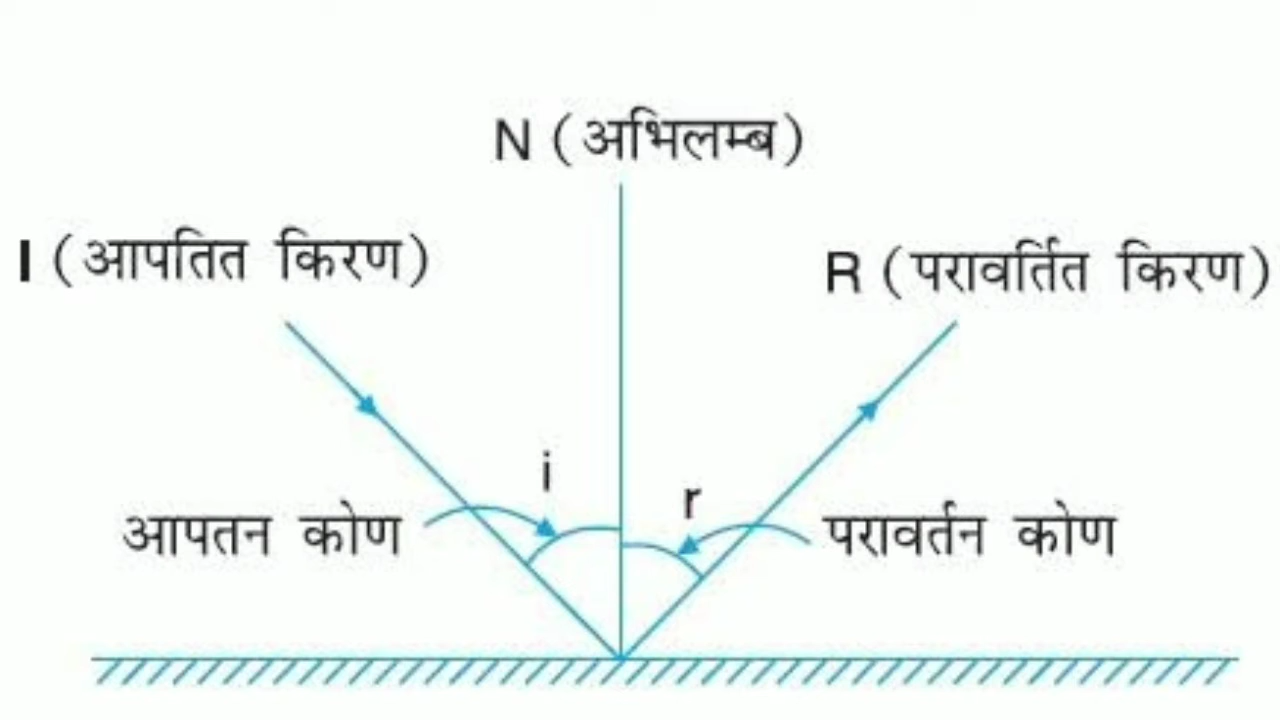 N (अभिलम्ब)
I (आपतित किरण)
R (परावर्तित किरण)
i
r
आपतन कोण
परावर्तन कोण